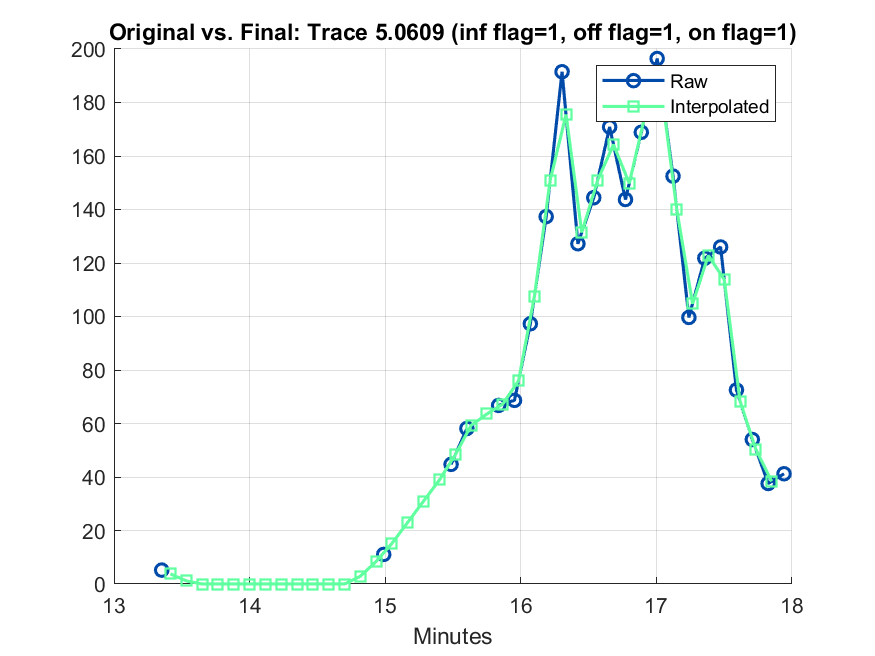 Original vs. Final: Trace 5.0609 (inf flag=1, off flag=1, on flag=1)
200
180
160
140
120
100
80
60
40
20
0
Raw
Interpolated
13 14 15 16 17 18
Minutes